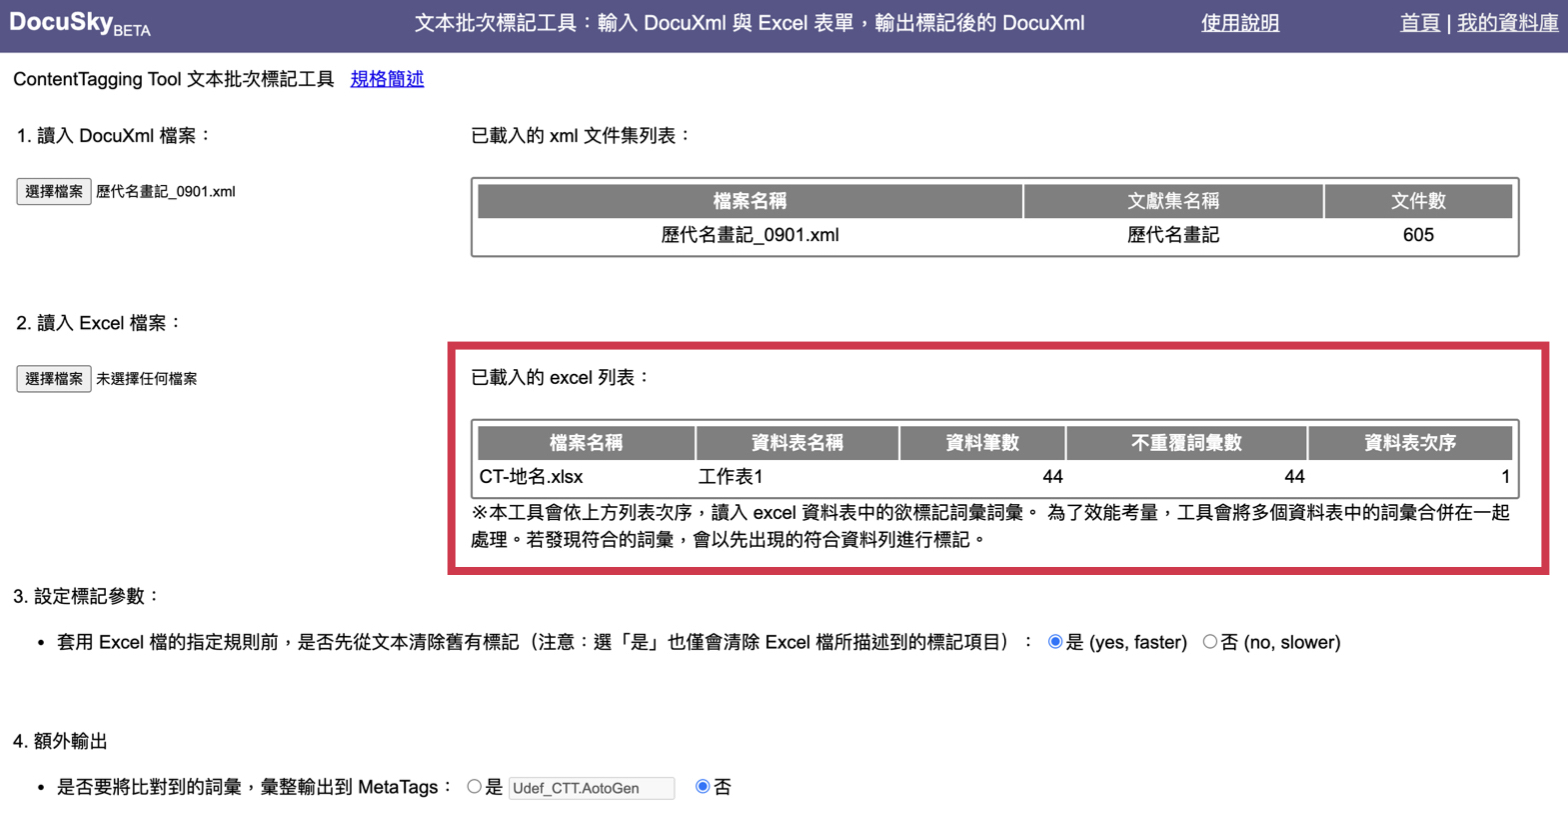 DocuSkyBETA 文本批次標記工具：輸入 DocuXml 與 Excel 表單，輸出標記後的 DocuXml 使用說明 首頁 | 我的資料庫
ContentTagging Tool 文本批次標記工具 規格簡述
1. 讀入 DocuXml 檔案：
選擇檔案 歷代名畫記_0901.xml
已載入的 xml 文件集列表：
檔案名稱 文獻集名稱 文件數
歷代名畫記_0901.xml 歷代名畫記 605
2. 讀入 Excel 檔案：
選擇檔案 未選擇任何檔案
已載入的 excel 列表：
檔案名稱 資料表名稱 資料筆數 不重覆詞彙數 資料表次序
CT-地名.xlsx 工作表1 44 44 1
※本工具會依上方列表次序，讀入 excel 資料表中的欲標記詞彙詞彙。 為了效能考量，工具會將多個資料表中的詞彙合併在一起
處理。若發現符合的詞彙，會以先出現的符合資料列進行標記。
3. 設定標記參數：
• 套用 Excel 檔的指定規則前，是否先從文本清除舊有標記（注意：選「是」也僅會清除 Excel 檔所描述到的標記項目）： 是 (yes, faster) 否 (no, slower)
4. 額外輸出
• 是否要將比對到的詞彙，彙整輸出到 MetaTags： 是 Udef_CTT.AotoGen 否